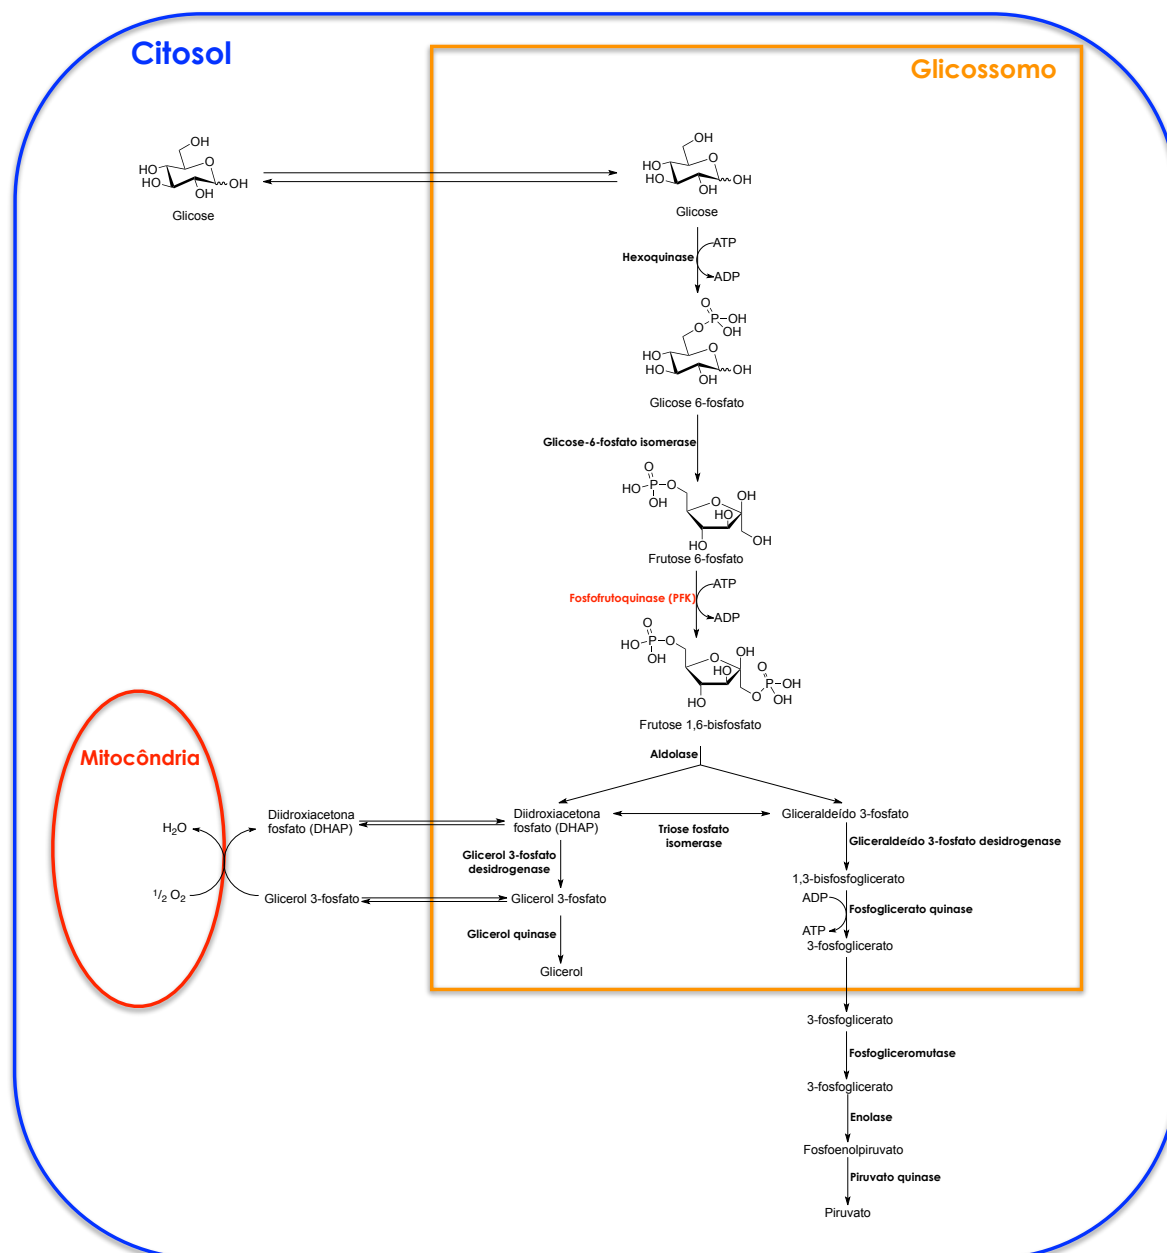 Citosol
Glicossomo
OH
HO
O
HO
OH
OH
Glicose
OH
HO
O
HO
OH
OH
Glicose
ATP
Hexoquinase
ADP
O
P
OH
O
OH
HO
O
HO
OH
OH
Glicose 6-fosfato
Glicose-6-fosfato isomerase
O
HO
P
O
OH
O
OH
HO
HO
OH
Frutose 6-fosfato
ATP
Fosfofrutoquinase (PFK)
ADP
O
HO
P
O
OH
O
OH
HO
O
P
OH
O
OH
HO
Frutose 1,6-bisfosfato
Aldolase
Mitocôndria
H2O
Diidroxiacetona
fosfato (DHAP)
Diidroxiacetona
fosfato (DHAP)
Triose fosfato
isomerase
Gliceraldeído 3-fosfato
Glicerol 3-fosfato
desidrogenase
Gliceraldeído 3-fosfato desidrogenase
1,3-bisfosfoglicerato
1/2 O2
Glicerol 3-fosfato
Glicerol 3-fosfato
ADP
Fosfoglicerato quinase
ATP
3-fosfoglicerato
Glicerol quinase
Glicerol
3-fosfoglicerato
Fosfogliceromutase
3-fosfoglicerato
Enolase
Fosfoenolpiruvato
Piruvato quinase
Piruvato